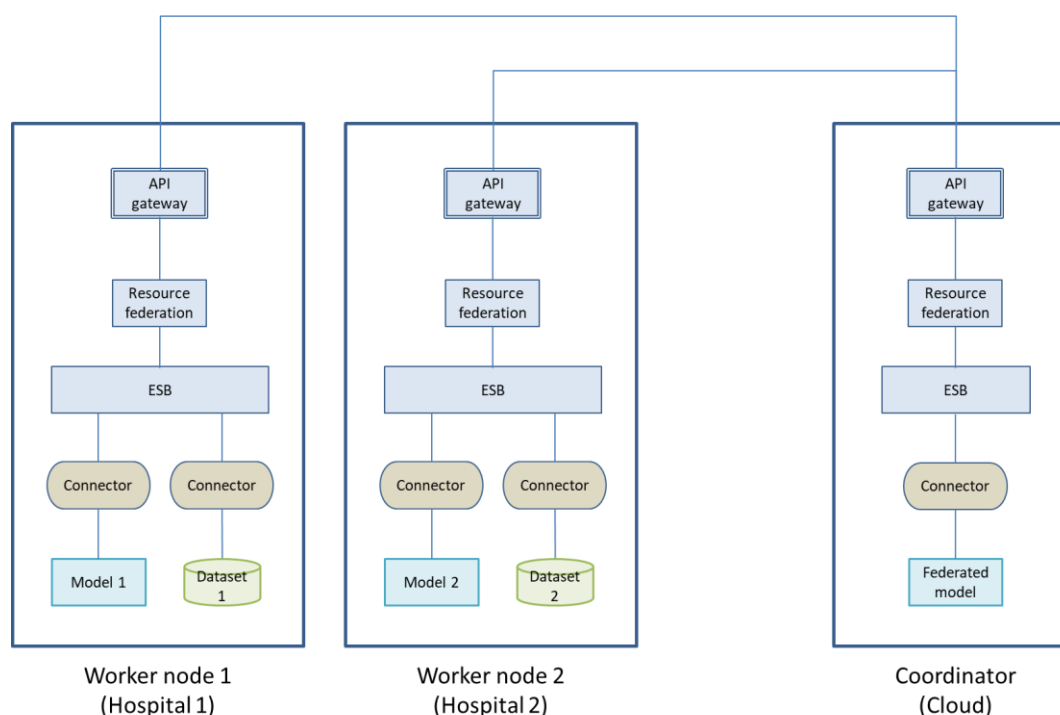 API
gateway
Resource
federation
ESB
Connector
Connector
Model 1
Dataset
1
Worker node 1
(Hospital 1)
API
gateway
Resource
federation
ESB
Connector
Connector
Model 2
Dataset
2
Worker node 2
(Hospital 2)
API
gateway
Resource
federation
ESB
Connector
Federated
model
Coordinator
(Cloud)